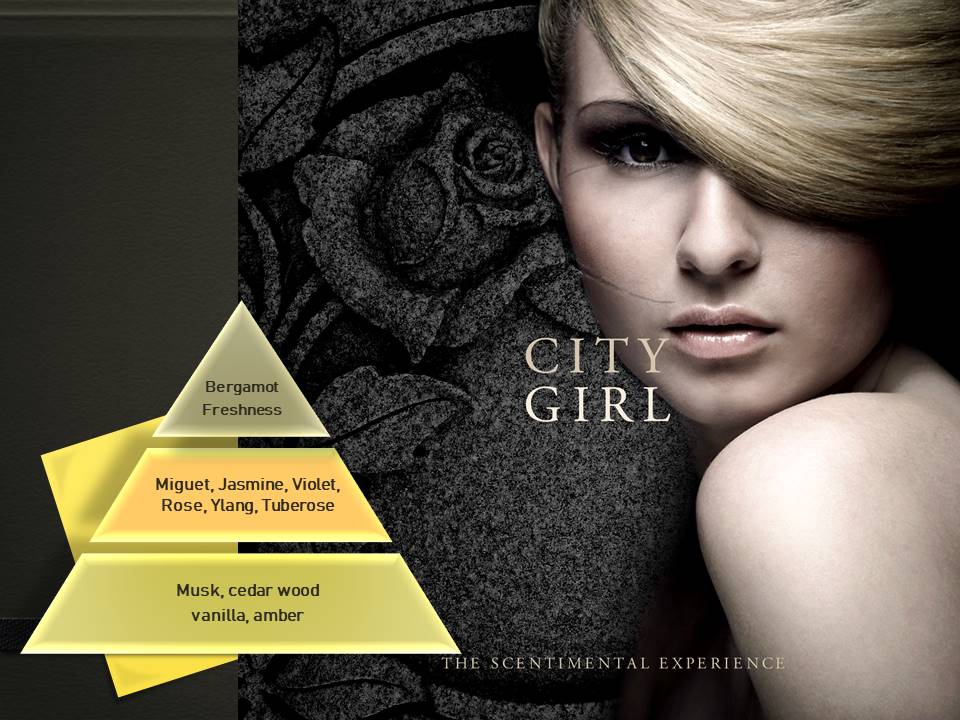 CITY
GIRL
Bergamot
Freshness
Miguet, Jasmine, Violet,
Rose, Ylang, Tuberose
Musk, cedar wood
vanilla, amber
THE SCENTIMENTAL EXPERIENCE